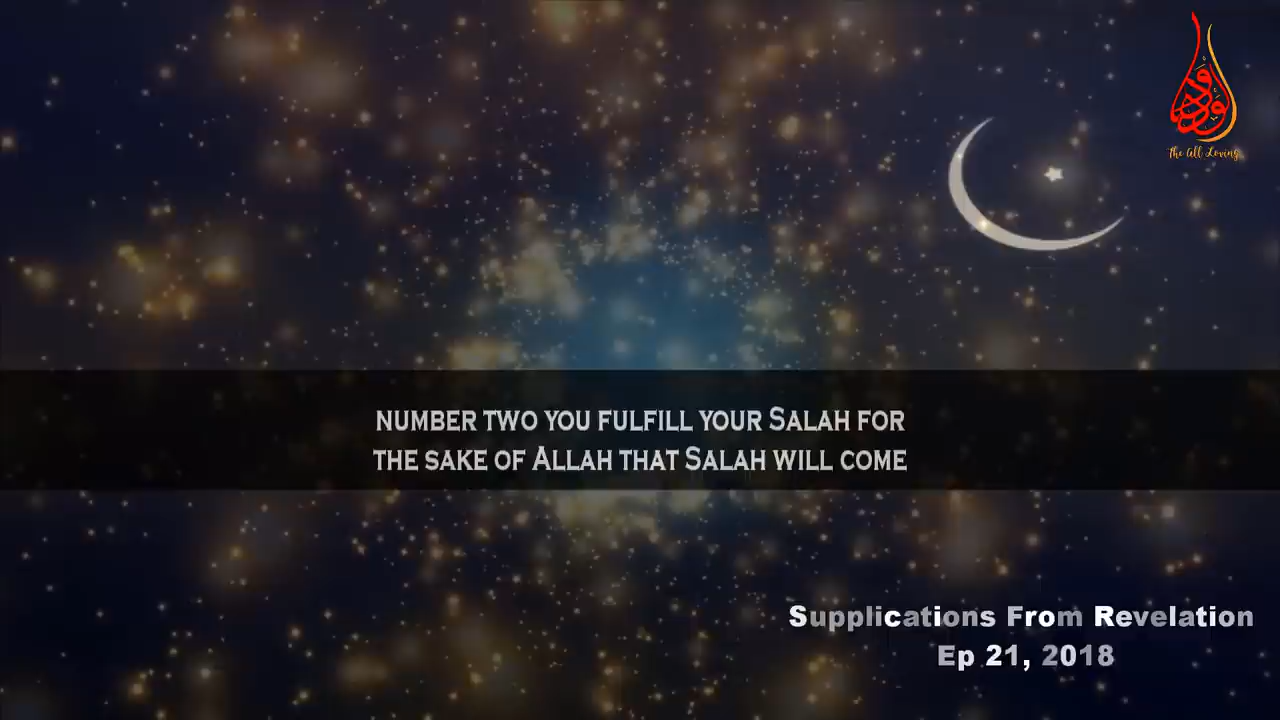 الودود
The All Loving
NUMBER TWO YOU FULFILL YOUR SALAH FOR
THE SAKE OF ALLAH THAT SALAH WILL COME
Supplications From Revelation
Ep 21, 2018